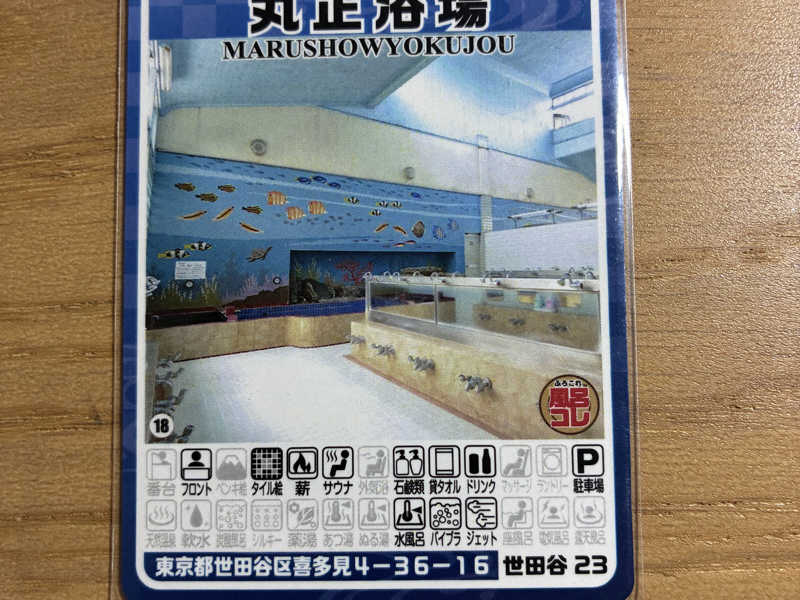 丸正浴場
MARUSHOWYOKUJOU
ふろこれ
風呂
コレ
18
番台 フロント ペンキ絵 タイル絵 薪 サウナ 外気浴 石鹸類 貸タオル ドリンク マッサージ ランドリー P 駐車場
天然温泉 軟水 炭酸風呂 シルキー 薬湯 あつ湯 ぬる湯 水風呂 バイブラ ジェット 座風呂 電気風呂 露天風呂
東京都世田谷区喜多見4-36-16 世田谷 23